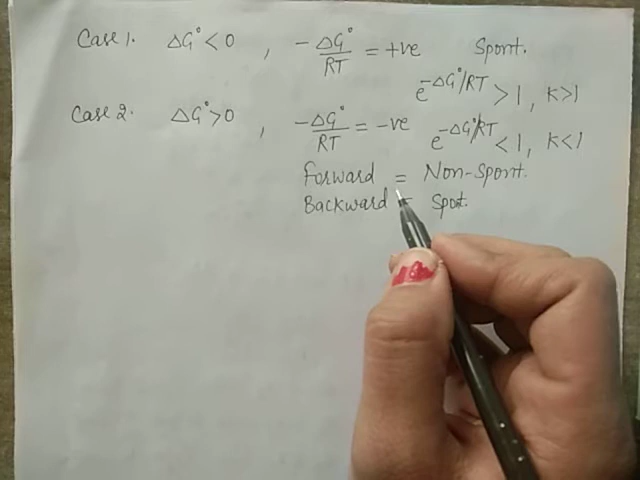 Case 1. ΔG° < 0 , -ΔG°/RT = +ve Spont.
e^-ΔG°/RT > 1, K>1
Case 2. ΔG° > 0 , -ΔG°/RT = -ve e^-ΔG°/RT < 1, K<1
Forward = Non-Spont.
Backward - Spont.